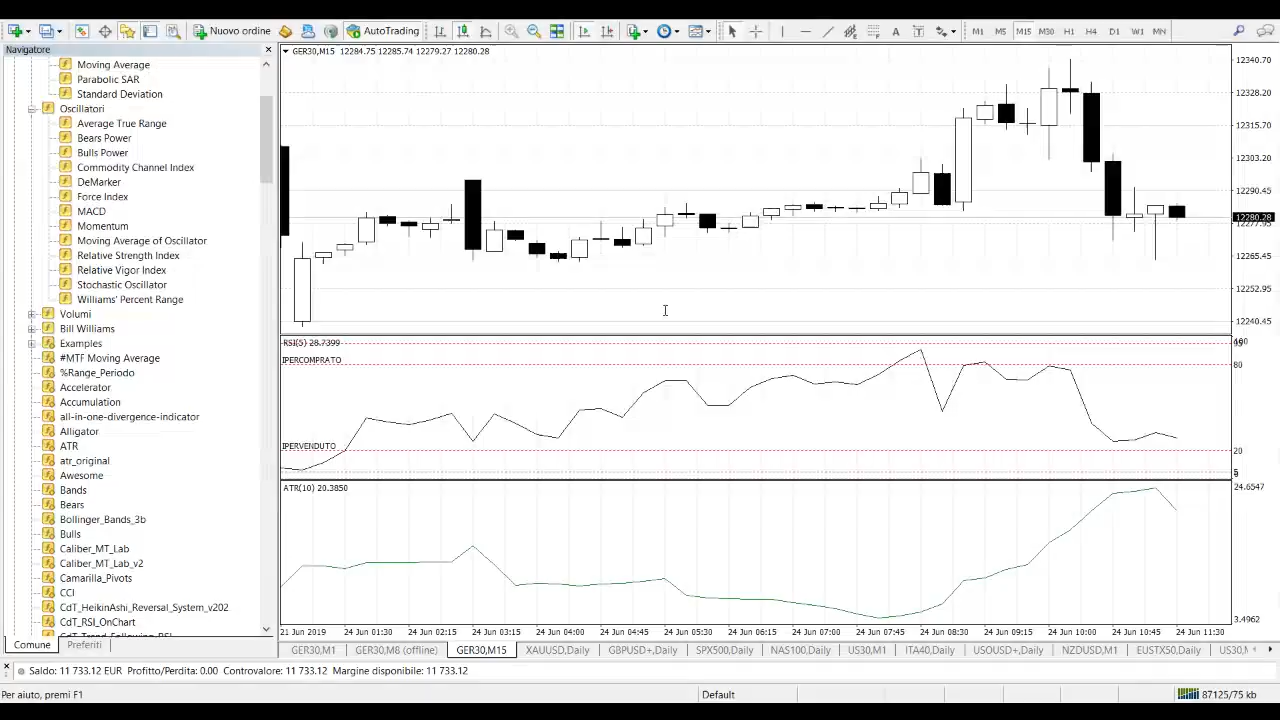 Nuovo ordine
AutoTrading
M1 M5 M15 M30 H1 H4 D1 W1 MN
Navigatore
Moving Average
Parabolic SAR
Standard Deviation
Oscillatori
Average True Range
Bears Power
Bulls Power
Commodity Channel Index
DeMarker
Force Index
MACD
Momentum
Moving Average of Oscillator
Relative Strength Index
Relative Vigor Index
Stochastic Oscillator
Williams' Percent Range
Volumi
Bill Williams
Examples
#MTF Moving Average
%Range_Periodo
Accelerator
Accumulation
all-in-one-divergence-indicator
Alligator
ATR
atr_original
Awesome
Bands
Bears
Bollinger_Bands_3b
Bulls
Caliber_MT_Lab
Caliber_MT_Lab_v2
Camarilla_Pivots
CCI
CdT_HeikinAshi_Reversal_System_v202
CdT_RSI_OnChart
CdT_Trend_Following_RSI
Comune Preferiti
GER30,M15 12284.75 12285.74 12279.27 12280.28
12340.70
12328.20
12315.70
12303.20
12290.45
12280.28
12277.95
12265.45
12252.95
12240.45
RSI(5) 28.7399
IPERCOMPRATO
IPERVENDUTO
100
80
20
5
ATR(10) 20.3850
24.6547
3.4962
21 Jun 2019 24 Jun 01:30 24 Jun 02:15 24 Jun 03:15 24 Jun 04:00 24 Jun 04:45 24 Jun 05:30 24 Jun 06:15 24 Jun 07:00 24 Jun 07:45 24 Jun 08:30 24 Jun 09:15 24 Jun 10:00 24 Jun 10:45 24 Jun 11:30
GER30,M1 GER30,M8 (offline) GER30,M15 XAUUSD,Daily GBPUSD+,Daily SPX500,Daily NAS100,Daily US30,M1 ITA40,Daily USOUSD+,Daily NZDUSD,M1 EUSTX50,Daily US30,M
Saldo: 11 733.12 EUR Profitto/Perdita: 0.00 Controvalore: 11 733.12 Margine disponibile: 11 733.12
Per aiuto, premi F1
Default
87125/75 kb